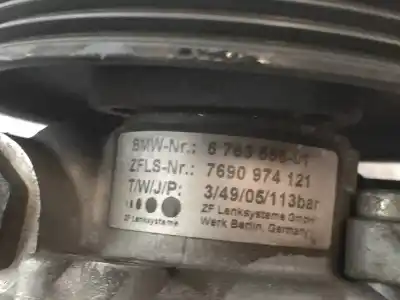 BMW-Nr.: 6 763 556-01
ZFLS-Nr.: 7690 974 121
T/W/J/P: 3/49/05/113bar
ZF Lenksysteme ZF Lenksysteme GmbH
Werk Berlin, Germany